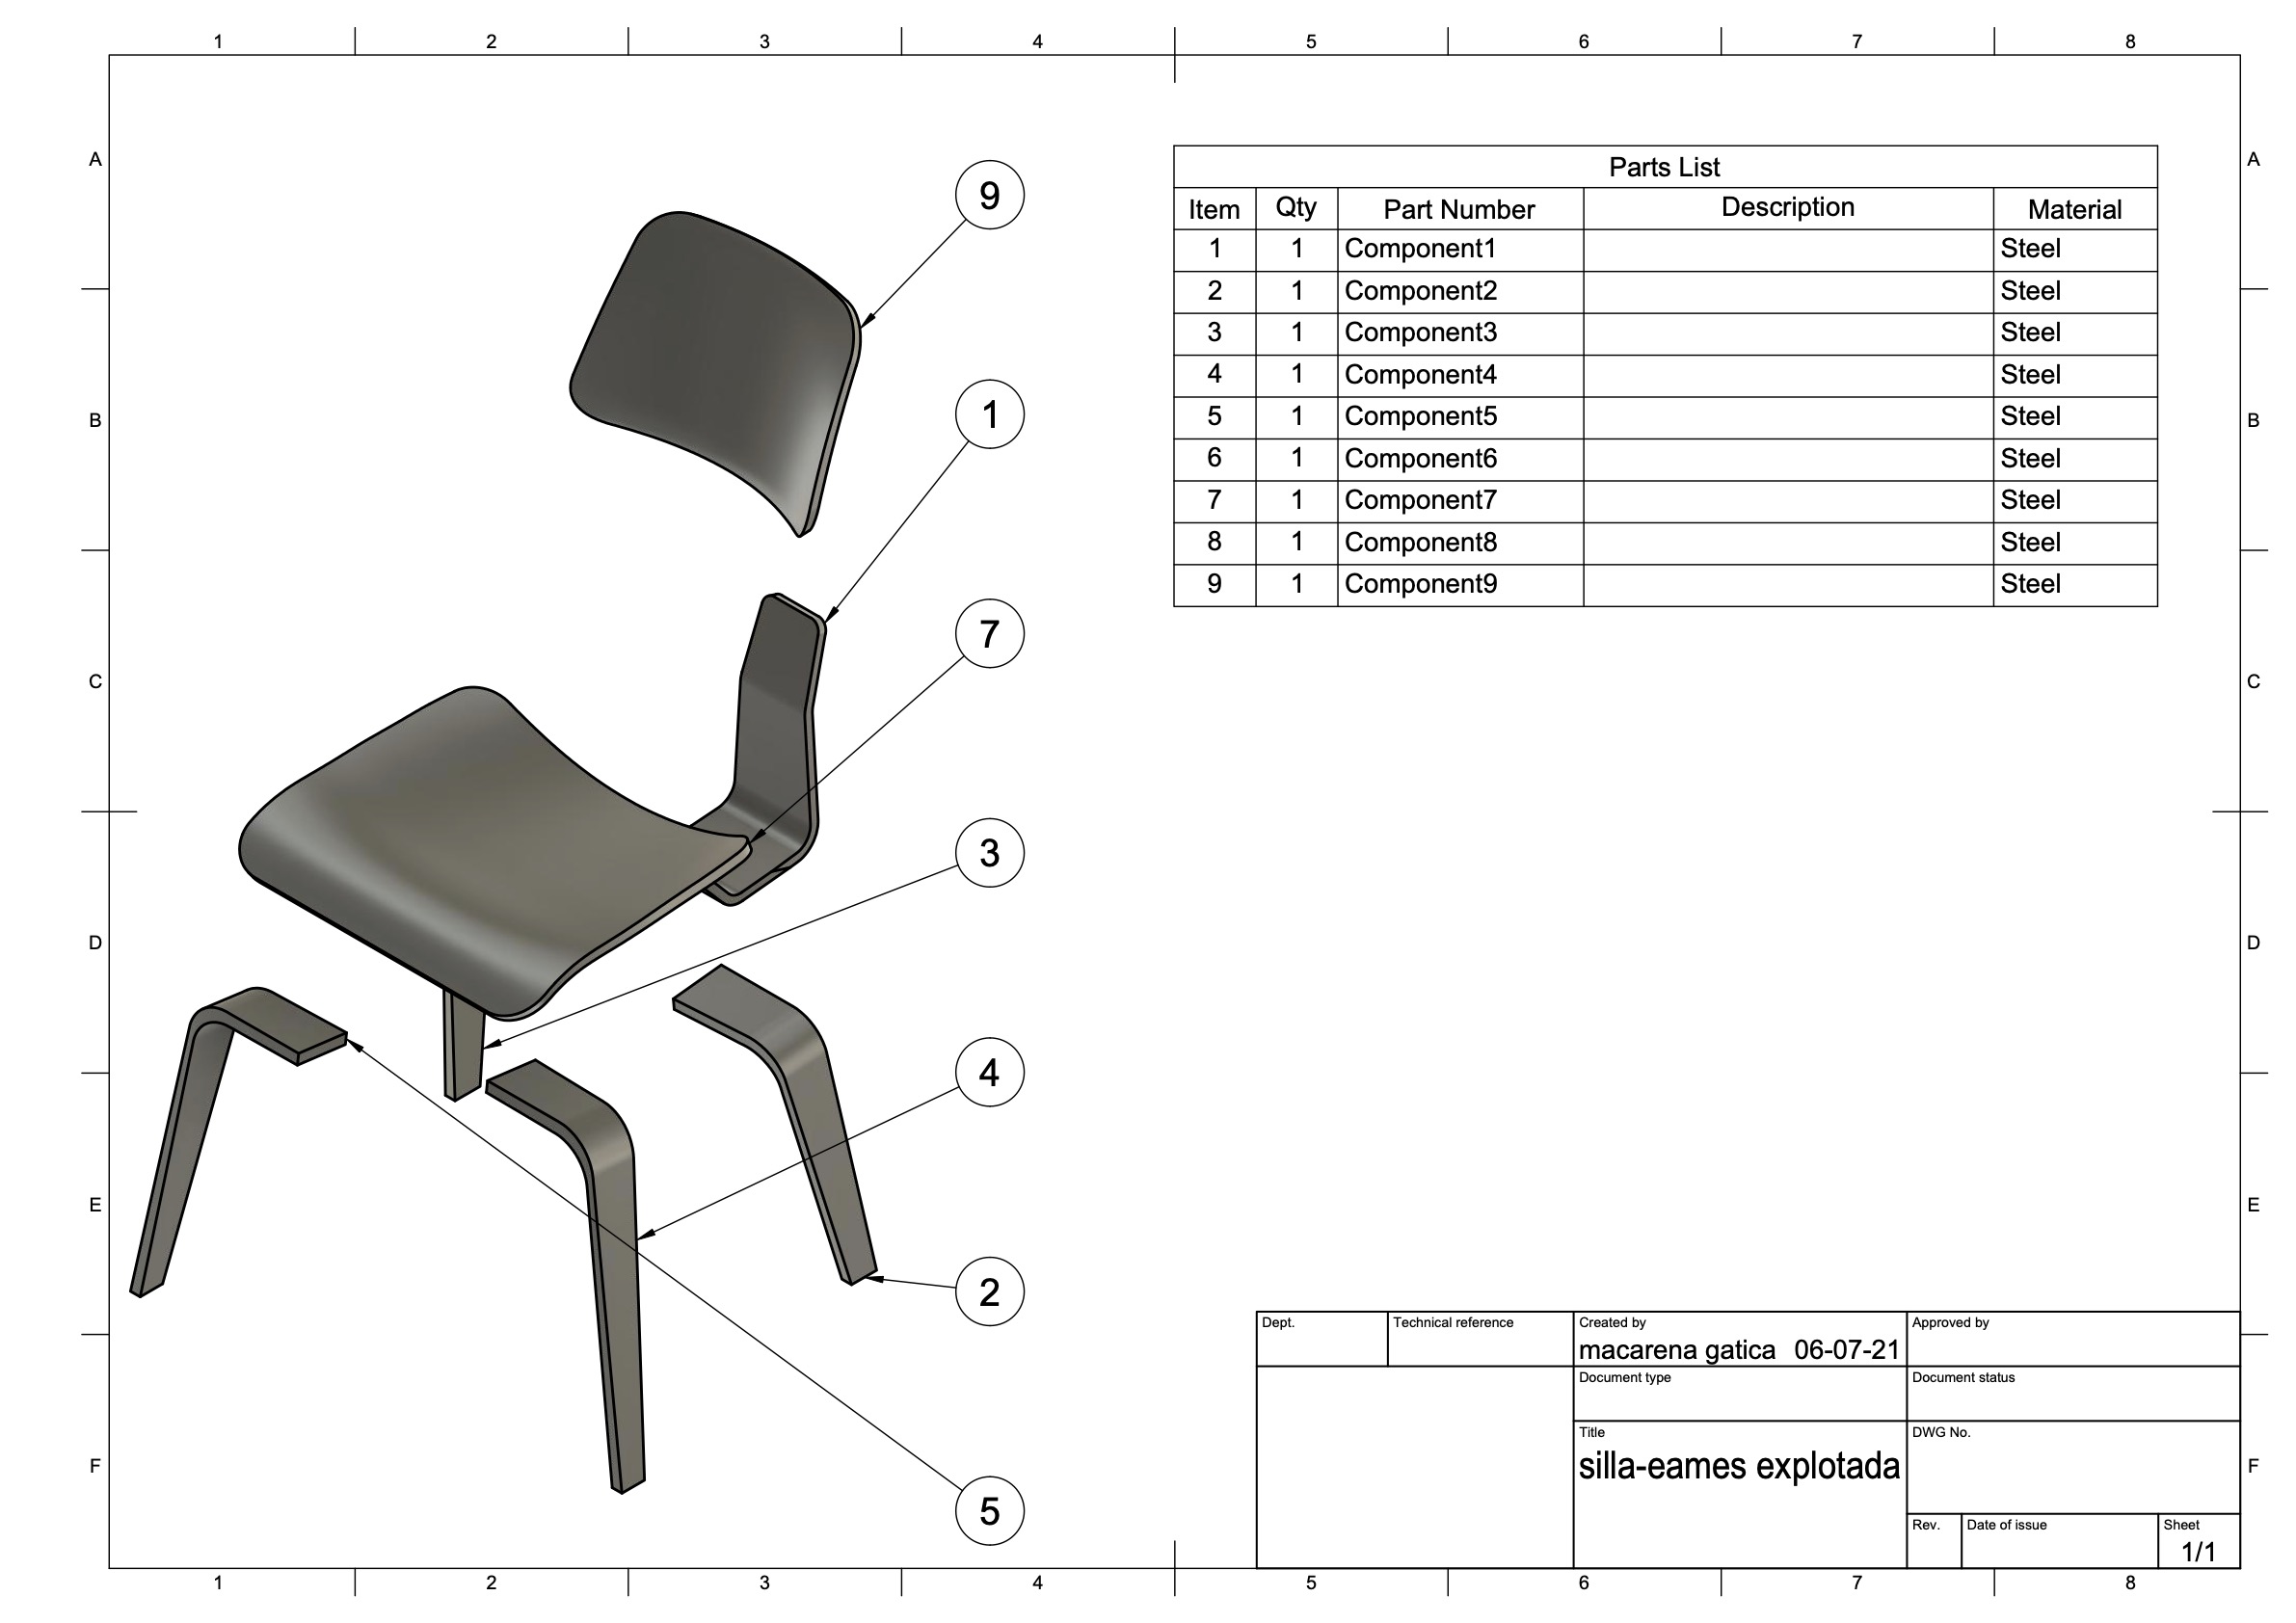 1 2 3 4 5 6 7 8
A A
B B
C C
D D
E E
F F
9
1
7
3
4
2
5
Parts List
Item Qty Part Number Description Material
1 1 Component1 Steel
2 1 Component2 Steel
3 1 Component3 Steel
4 1 Component4 Steel
5 1 Component5 Steel
6 1 Component6 Steel
7 1 Component7 Steel
8 1 Component8 Steel
9 1 Component9 Steel
Dept. Technical reference Created by Approved by
macarena gatica 06-07-21
Document type Document status
Title DWG No.
silla-eames explotada
Rev. Date of issue Sheet
1/1
1 2 3 4 5 6 7 8